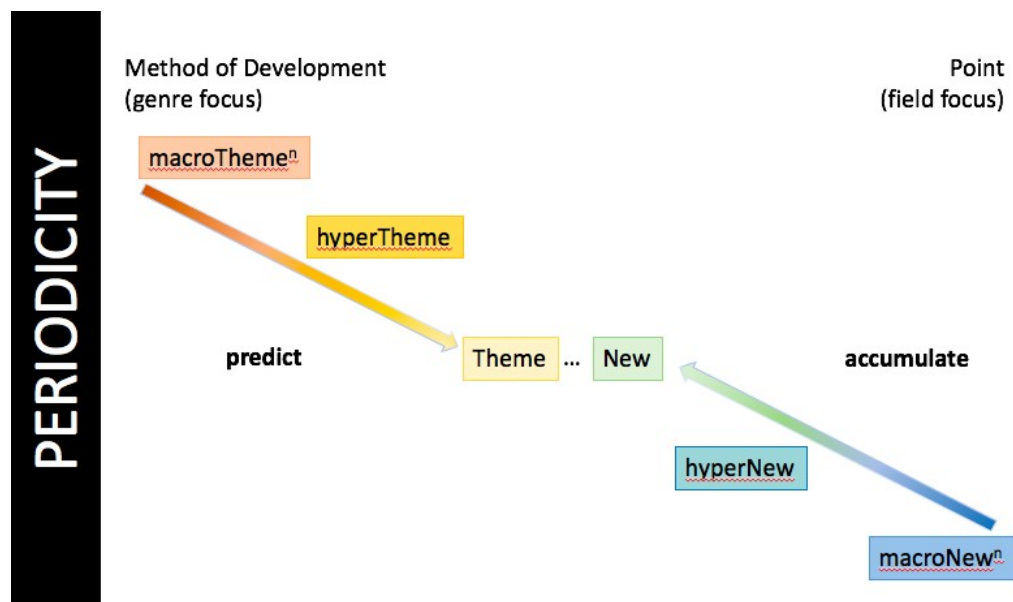 PERIODICITY
Method of Development
(genre focus)
Point
(field focus)
macroThemeⁿ
hyperTheme
predict
Theme ... New
accumulate
hyperNew
macroNewⁿ